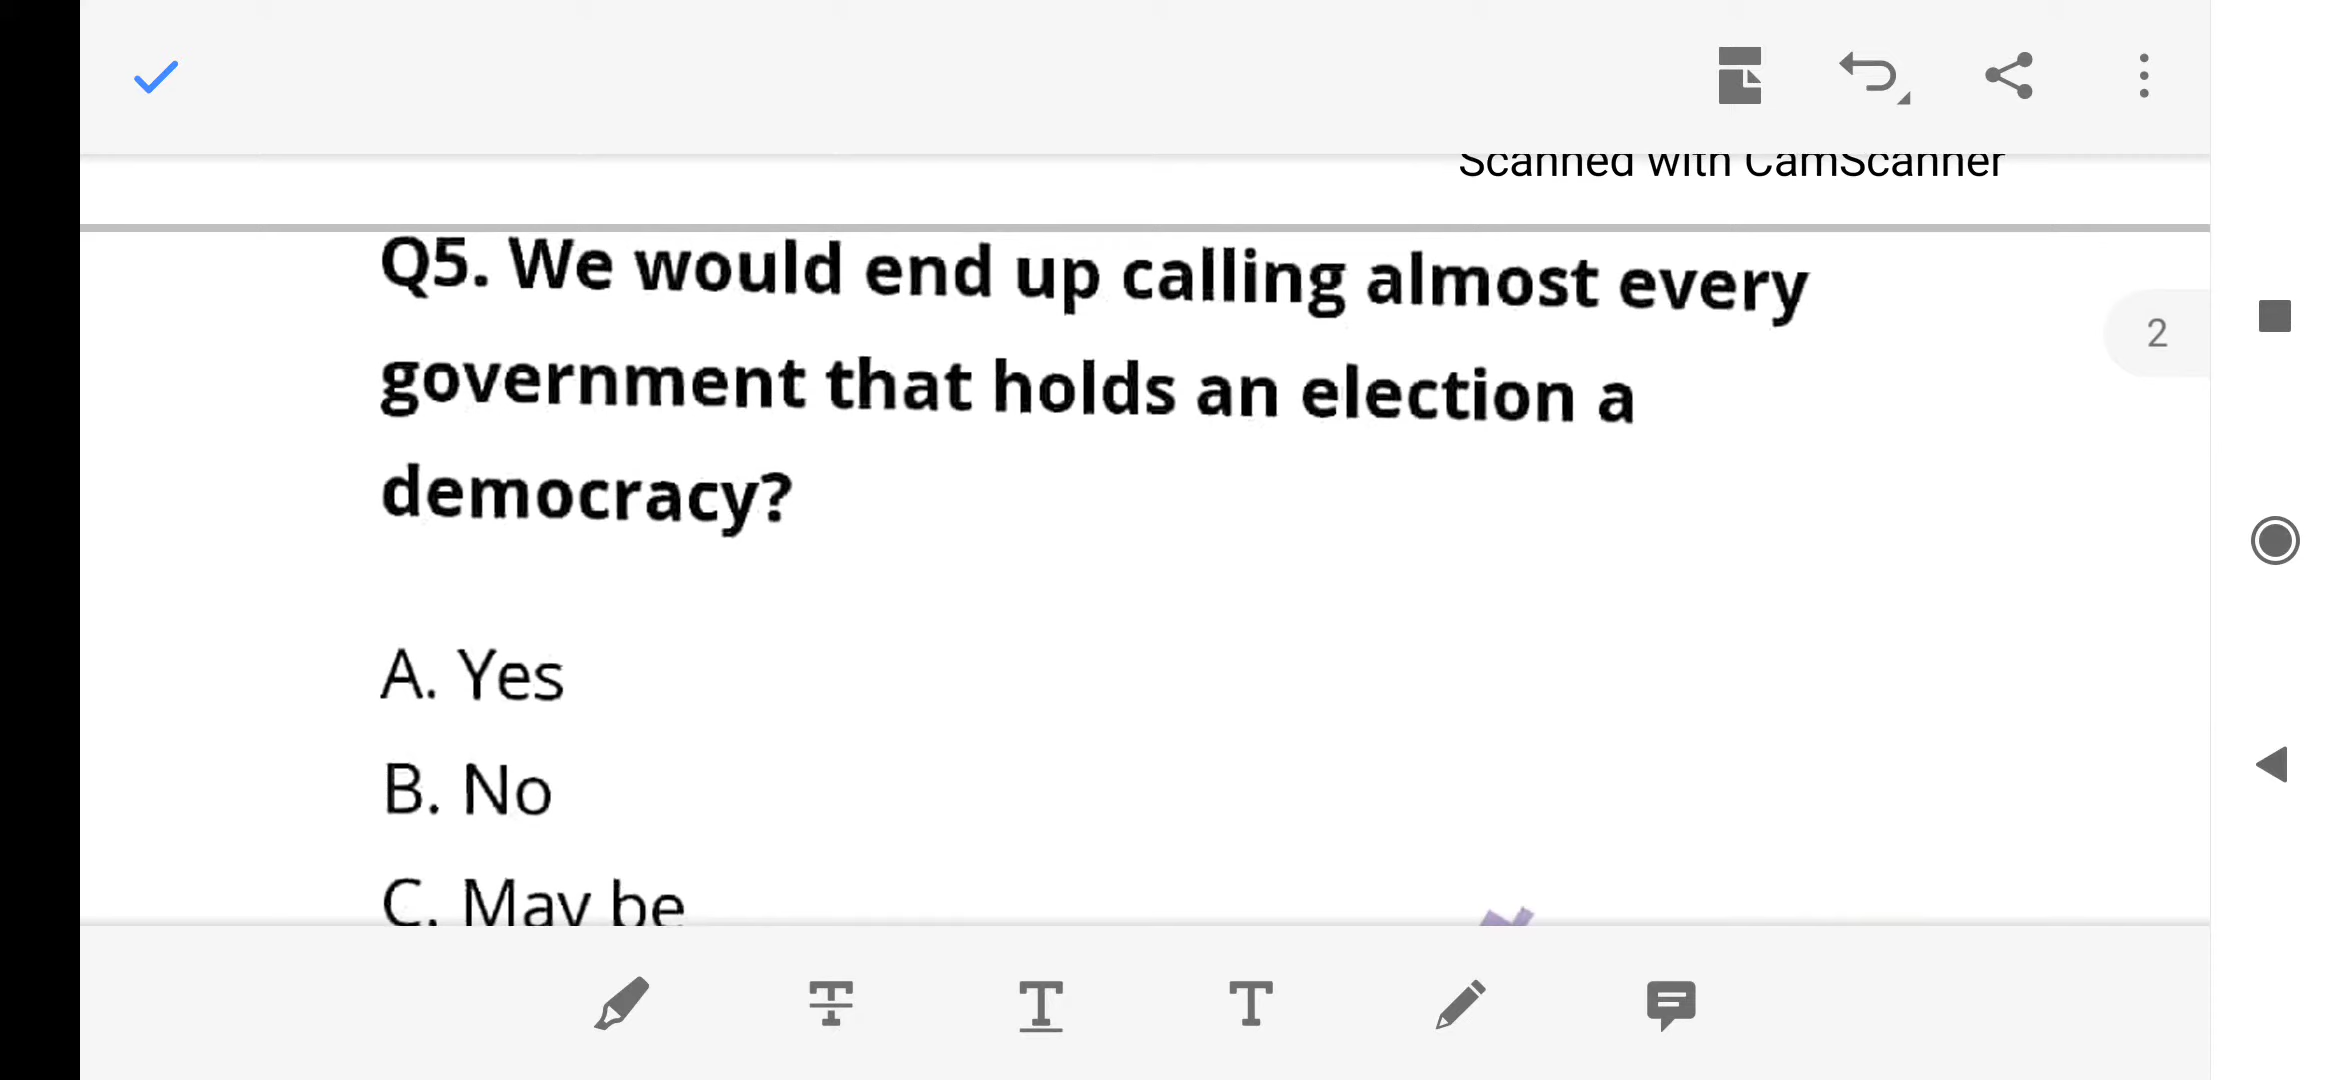 Scanned with CamScanner
Q5. We would end up calling almost every
government that holds an election a
democracy?
2
A. Yes
B. No
C. May be